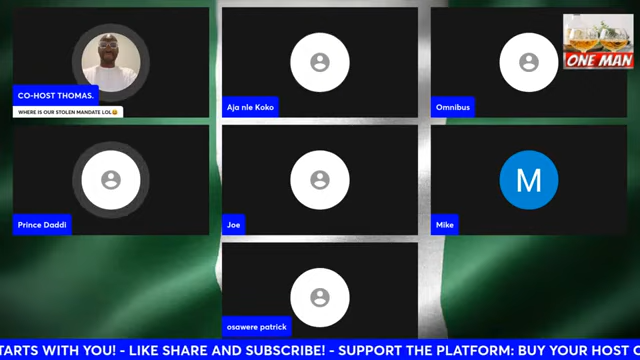 CO-HOST THOMAS.
WHERE IS OUR STOLEN MANDATE LOL😀
Aja nle Koko
Omnibus
ONE MAN
Prince Daddi
Joe
M
Mike
osawere patrick
TARTS WITH YOU! - LIKE SHARE AND SUBSCRIBE! - SUPPORT THE PLATFORM: BUY YOUR HOST